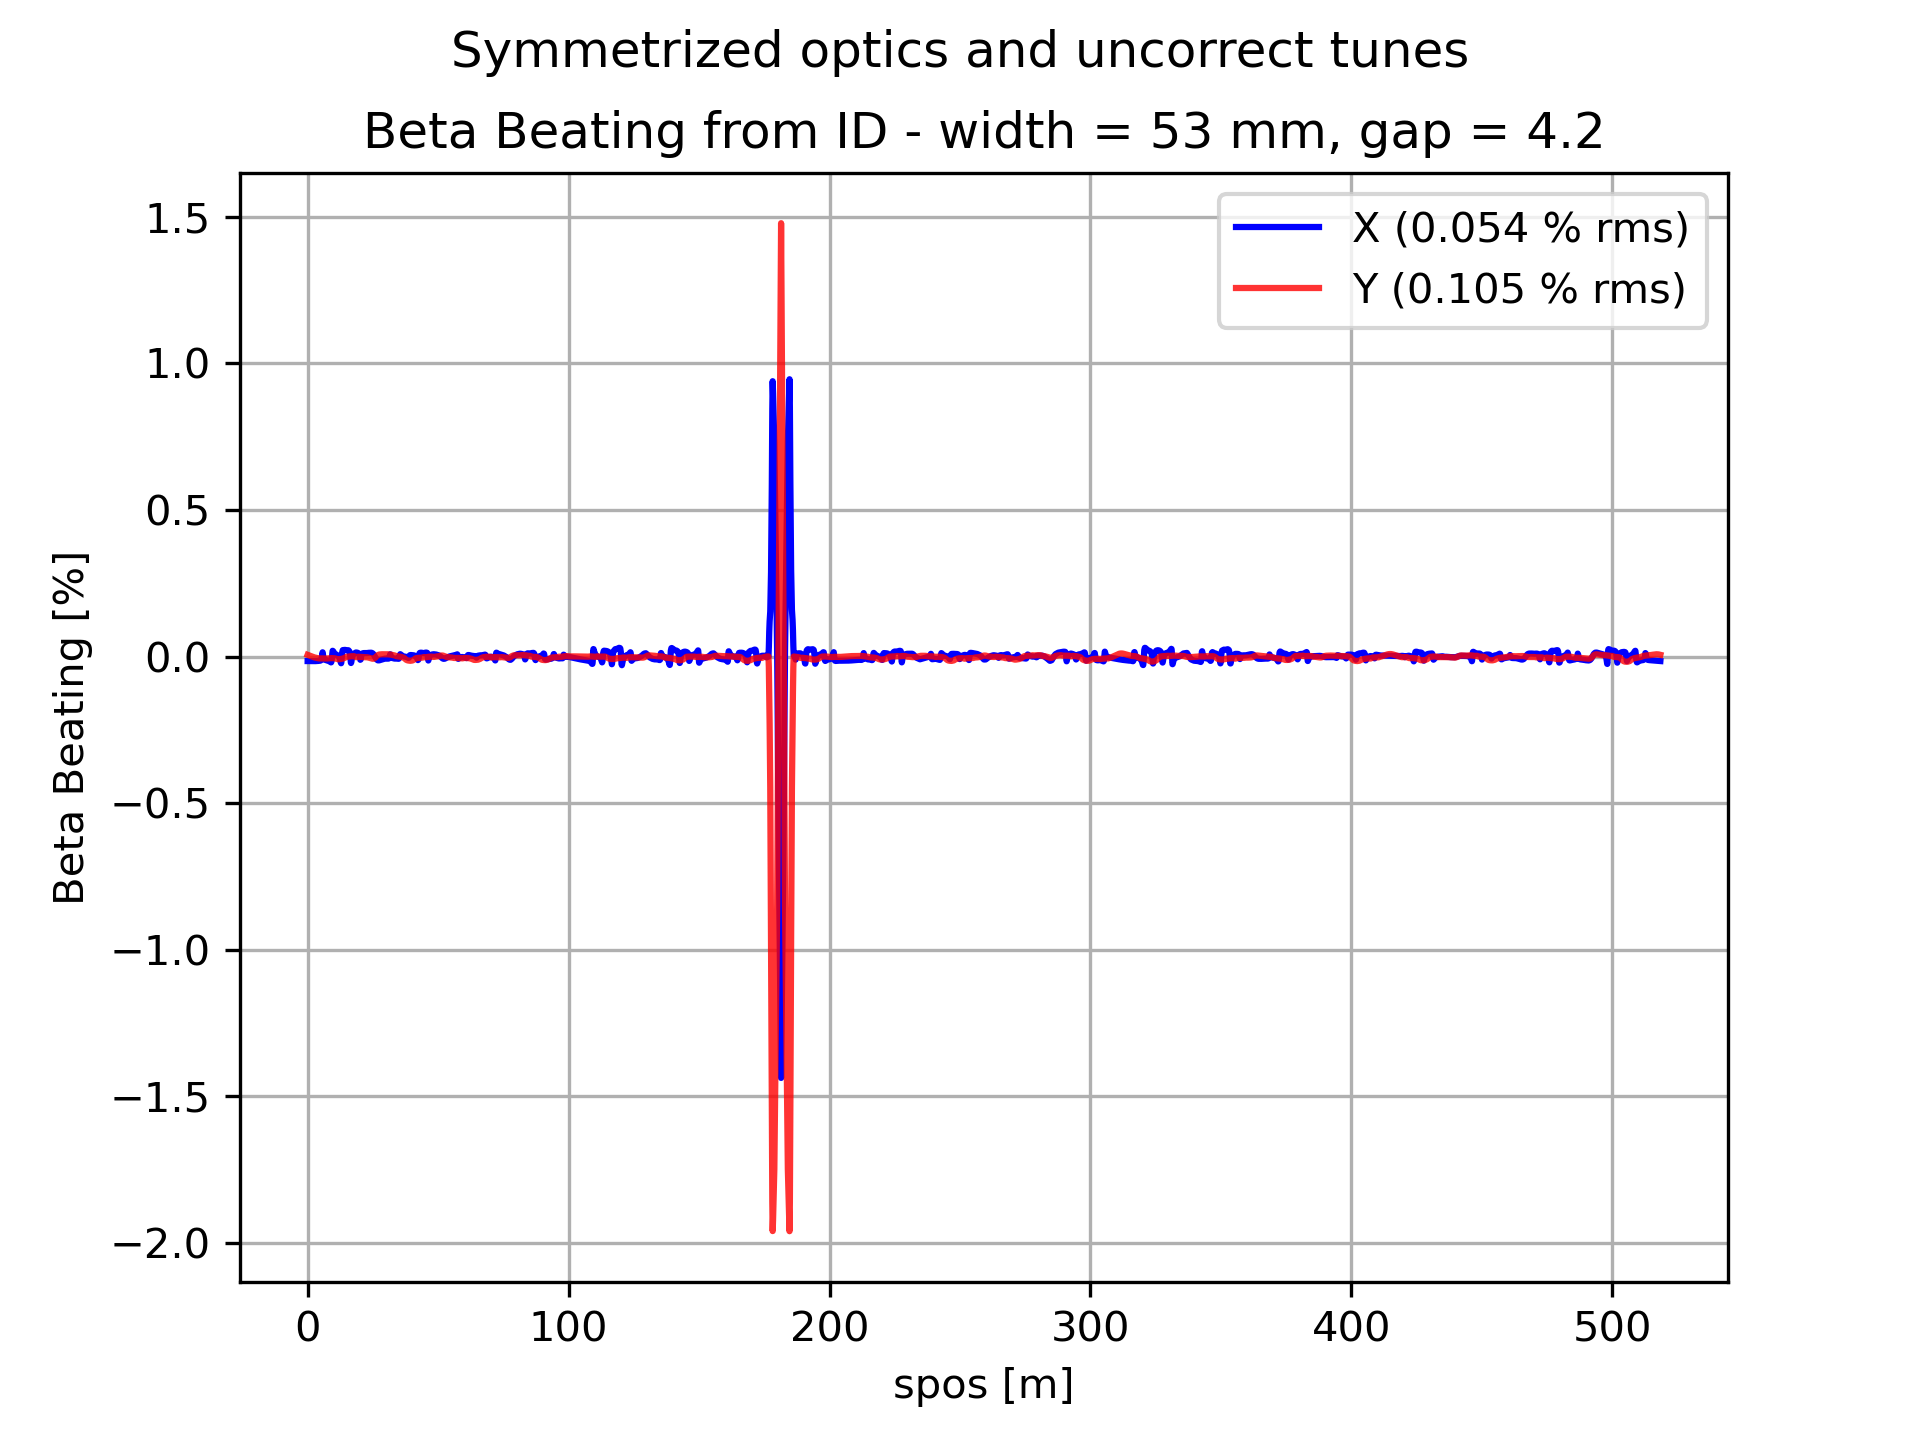 Symmetrized optics and uncorrect tunes
Beta Beating from ID - width = 53 mm, gap = 4.2
X (0.054 % rms)
Y (0.105 % rms)
Beta Beating [%]
1.5
1.0
0.5
0.0
−0.5
−1.0
−1.5
−2.0
0 100 200 300 400 500
spos [m]